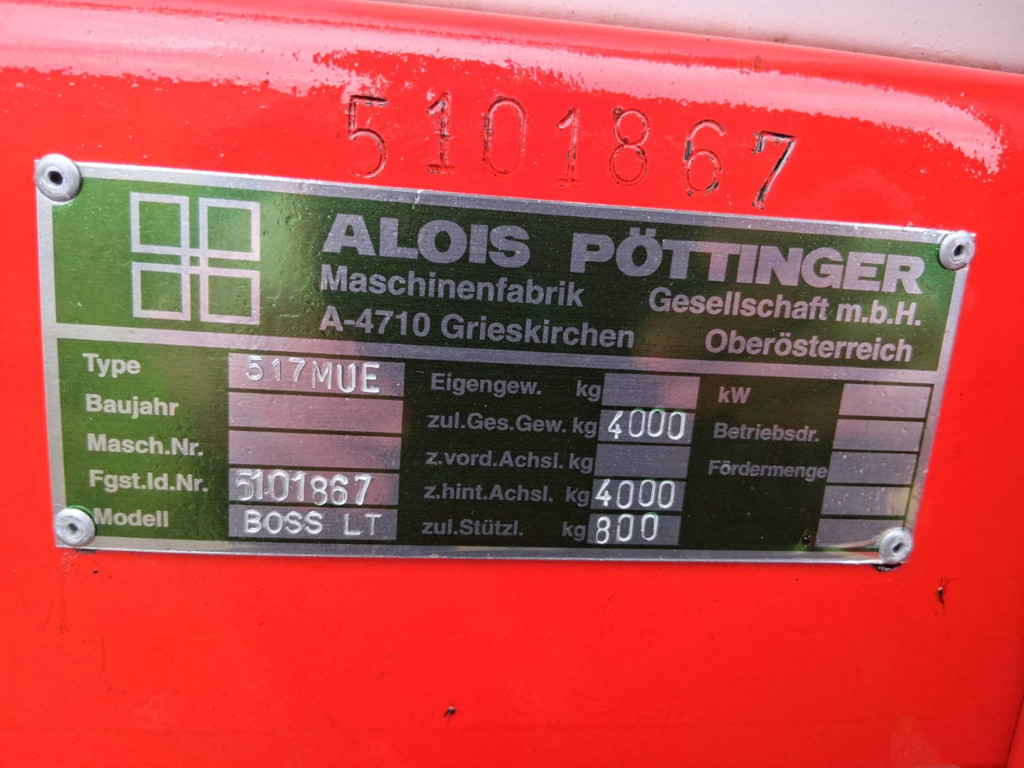 5101867
ALOIS PÖTTINGER
Maschinenfabrik Gesellschaft m.b.H.
A-4710 Grieskirchen Oberösterreich
Type 517MUE Eigengew. kg kW
Baujahr zul.Ges.Gew. kg 4000 Betriebsdr.
Masch.Nr. z.vord.Achsl. kg Fördermenge
Fgst.Id.Nr. 5101867 z.hint.Achsl. kg 4000
Modell BOSS LT zul.Stützl. kg 800